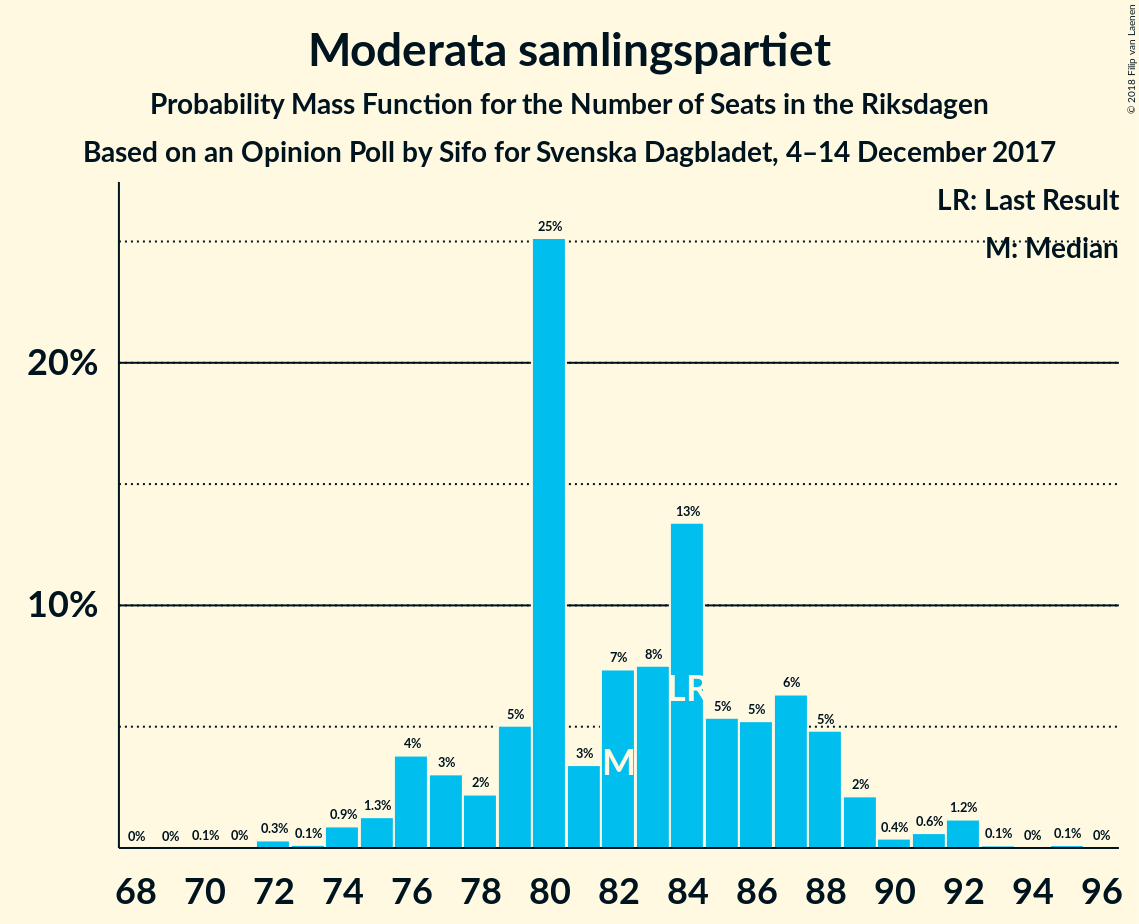 Moderata samlingspartiet
Probability Mass Function for the Number of Seats in the Riksdagen
Based on an Opinion Poll by Sifo for Svenska Dagbladet, 4–14 December 2017
© 2018 Filip van Laenen
LR: Last Result
M: Median
20%
10%
0% 0% 0.1% 0% 0.3% 0.1% 0.9% 1.3% 4% 3% 2% 5% 25% 3% 7% 8% 13% 5% 5% 6% 5% 2% 0.4% 0.6% 1.2% 0.1% 0% 0.1% 0%
LR
M
68 70 72 74 76 78 80 82 84 86 88 90 92 94 96